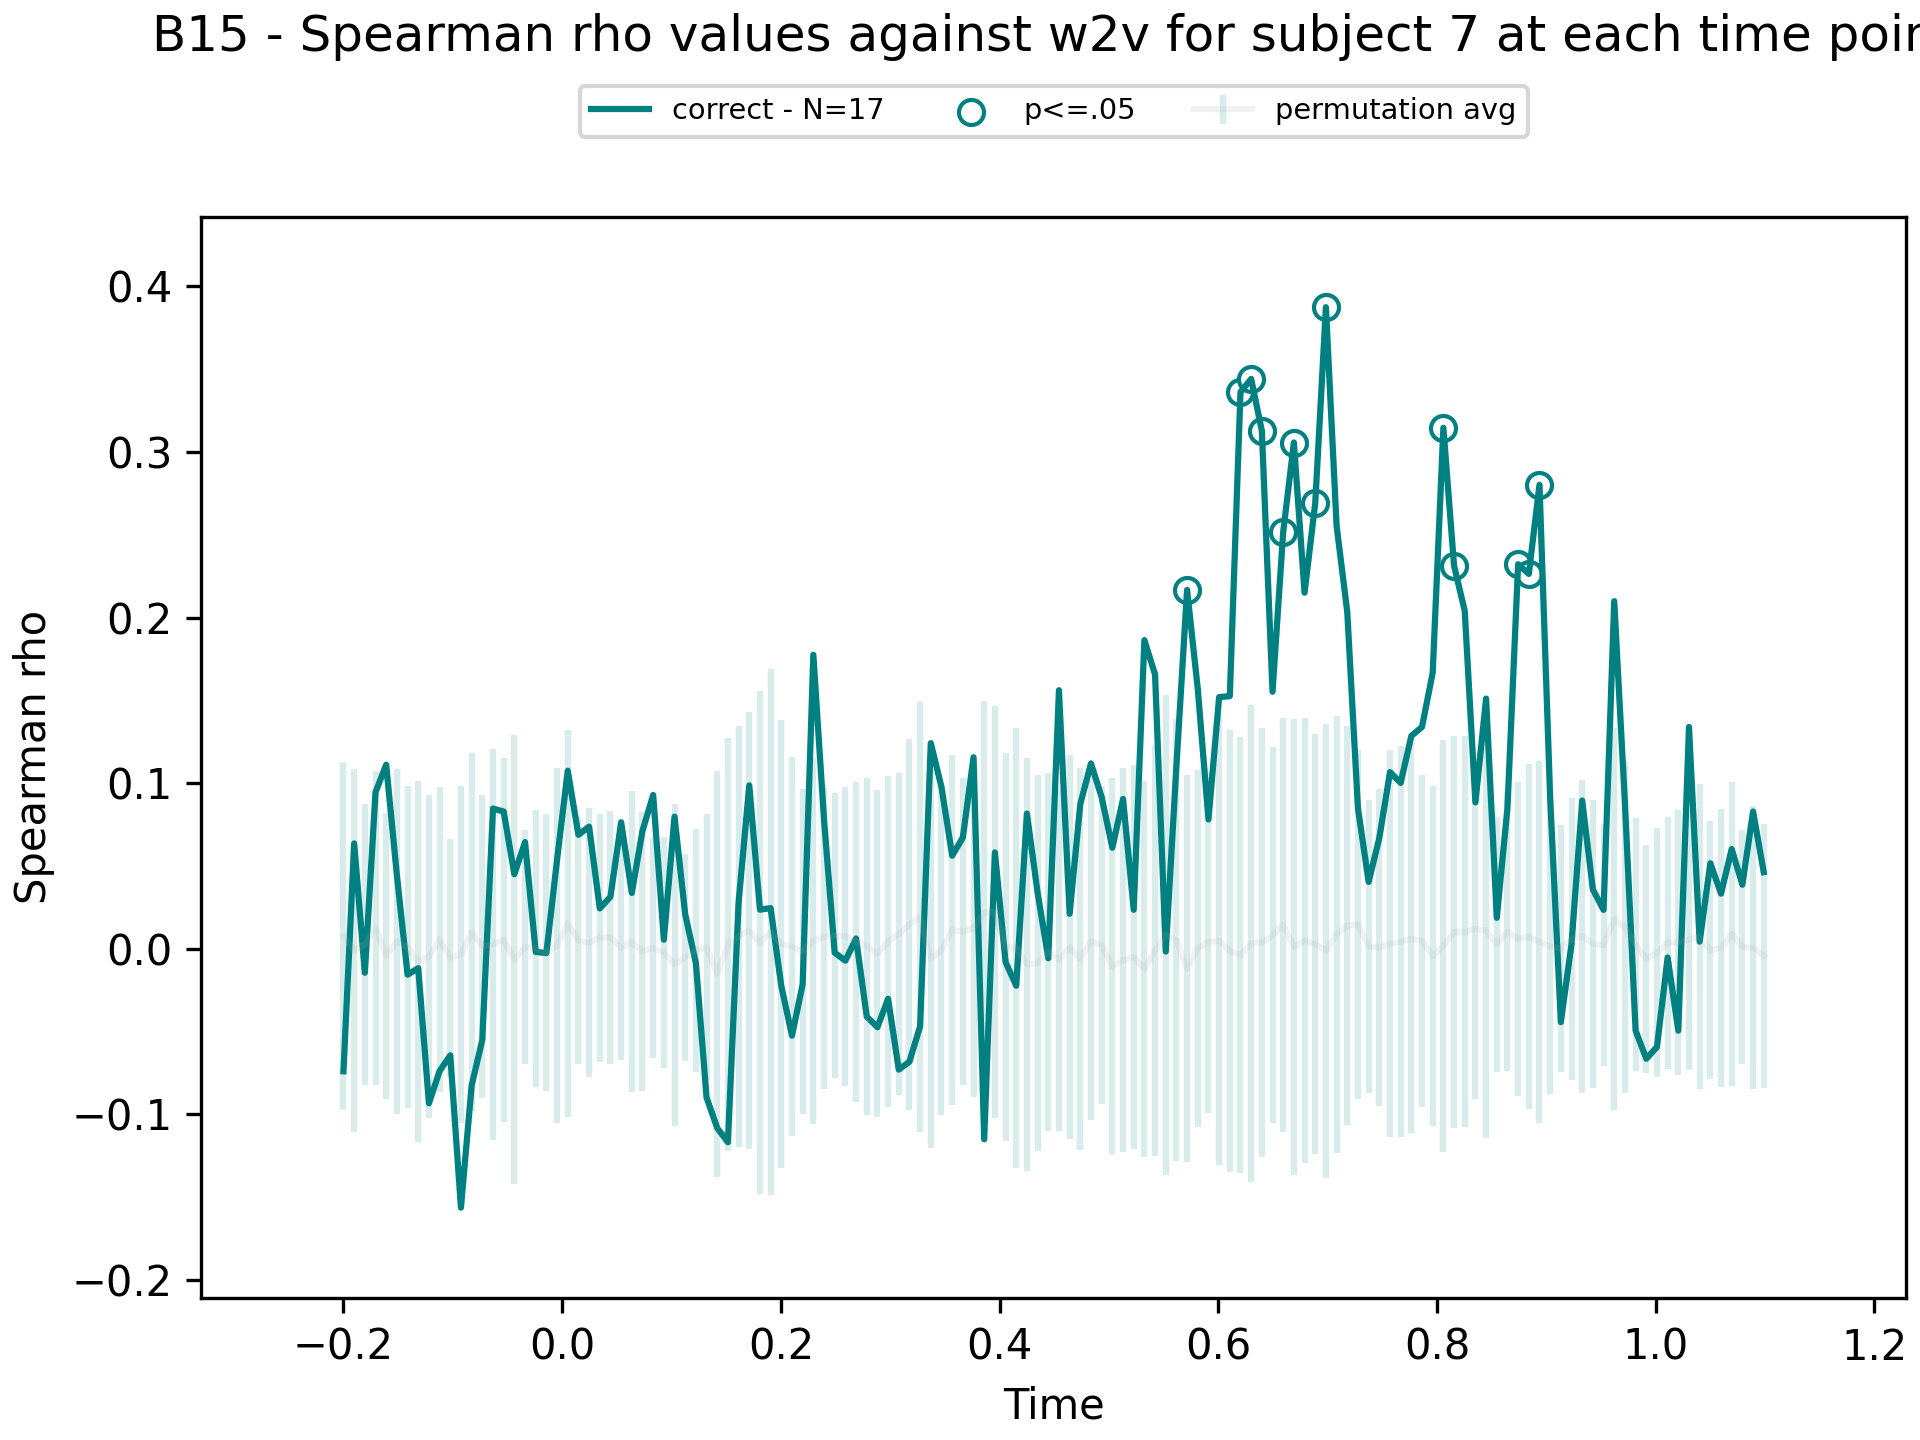 B15 - Spearman rho values against w2v for subject 7 at each time poin
correct - N=17 p<=.05 permutation avg
0.4
0.3
0.2
0.1
0.0
−0.1
−0.2
Spearman rho
−0.2 0.0 0.2 0.4 0.6 0.8 1.0 1.2
Time